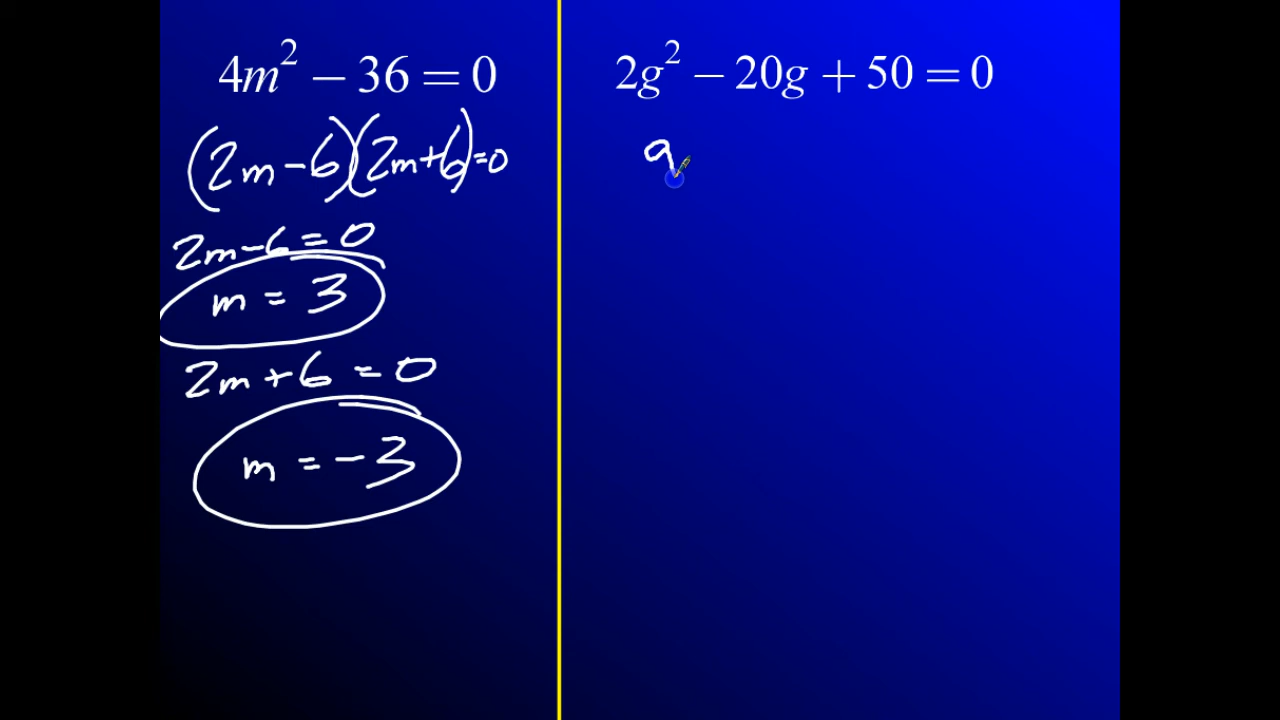 4m² − 36 = 0
(2m − 6)(2m + 6) = 0
2m − 6 = 0
m = 3
2m + 6 = 0
m = −3
2g² − 20g + 50 = 0